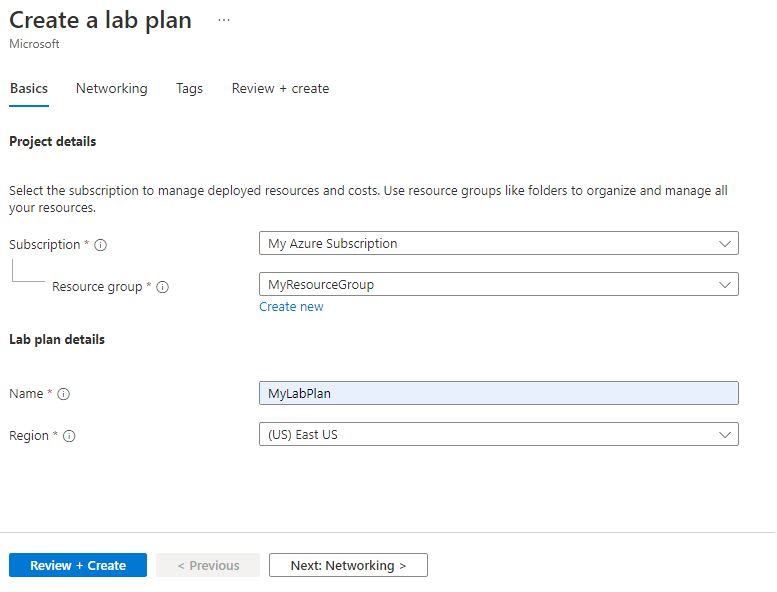 Create a lab plan ...
Microsoft
Basics Networking Tags Review + create
Project details
Select the subscription to manage deployed resources and costs. Use resource groups like folders to organize and manage all
your resources.
Subscription * My Azure Subscription
Resource group * MyResourceGroup
Create new
Lab plan details
Name * MyLabPlan
Region * (US) East US
Review + Create < Previous Next: Networking >